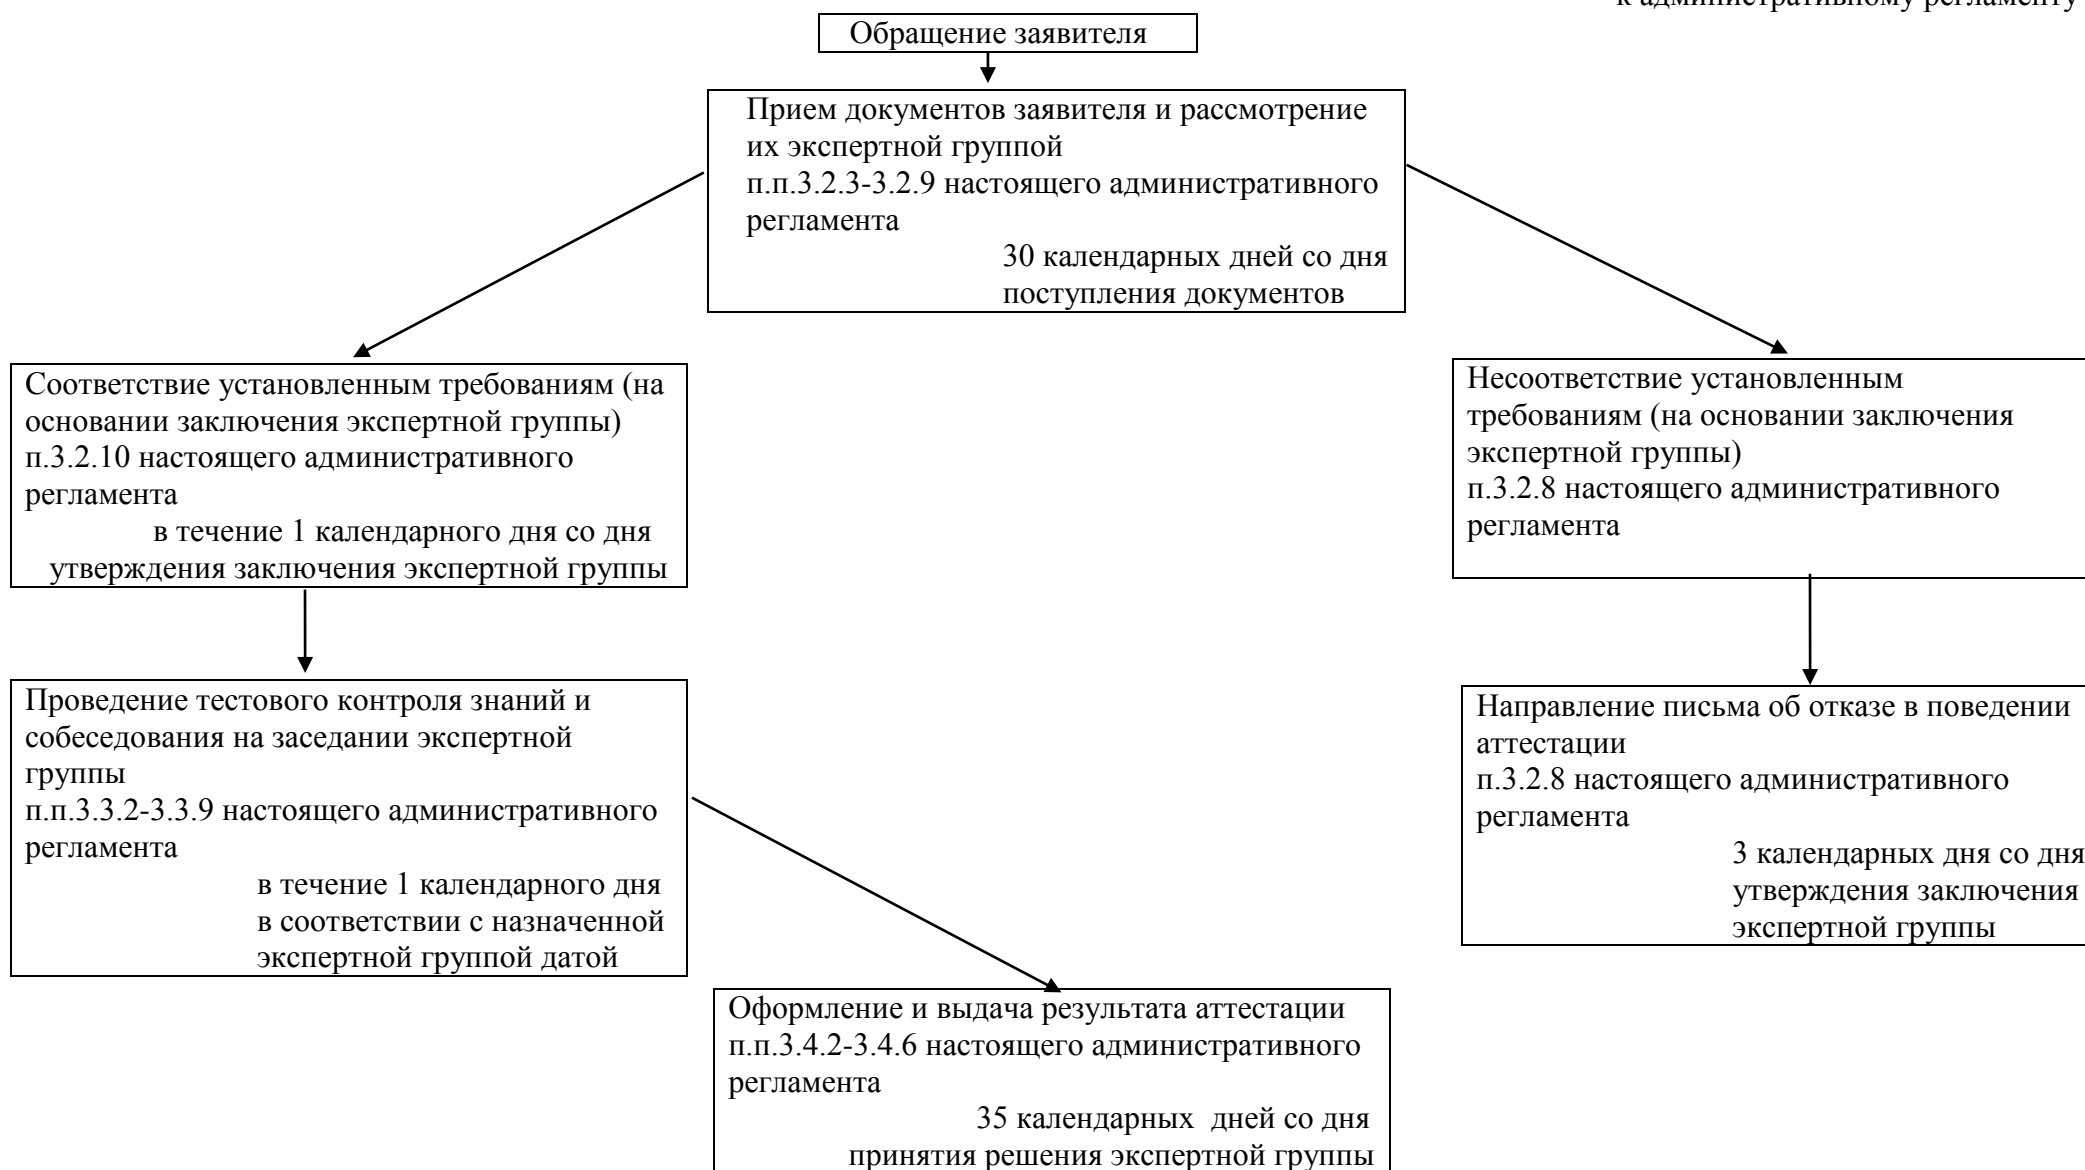 к административному регламенту
Обращение заявителя
Прием документов заявителя и рассмотрение
их экспертной группой
п.п.3.2.3-3.2.9 настоящего административного
регламента
30 календарных дней со дня
поступления документов
Соответствие установленным требованиям (на
основании заключения экспертной группы)
п.3.2.10 настоящего административного
регламента
в течение 1 календарного дня со дня
утверждения заключения экспертной группы
Несоответствие установленным
требованиям (на основании заключения
экспертной группы)
п.3.2.8 настоящего административного
регламента
Проведение тестового контроля знаний и
собеседования на заседании экспертной
группы
п.п.3.3.2-3.3.9 настоящего административного
регламента
в течение 1 календарного дня
в соответствии с назначенной
экспертной группой датой
Направление письма об отказе в поведении
аттестации
п.3.2.8 настоящего административного
регламента
3 календарных дня со дня
утверждения заключения
экспертной группы
Оформление и выдача результата аттестации
п.п.3.4.2-3.4.6 настоящего административного
регламента
35 календарных  дней со дня
принятия решения экспертной группы